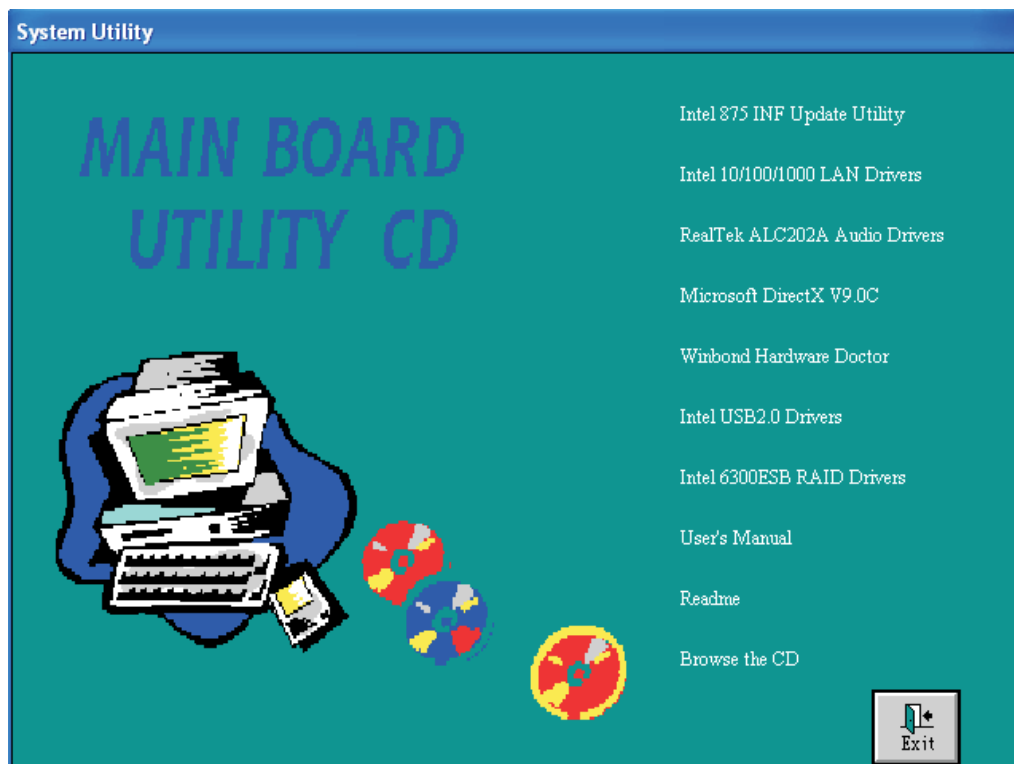 System Utility
MAIN BOARD
UTILITY CD
Intel 875 INF Update Utility
Intel 10/100/1000 LAN Drivers
RealTek ALC202A Audio Drivers
Microsoft DirectX V9.0C
Winbond Hardware Doctor
Intel USB2.0 Drivers
Intel 6300ESB RAID Drivers
User's Manual
Readme
Browse the CD
Exit